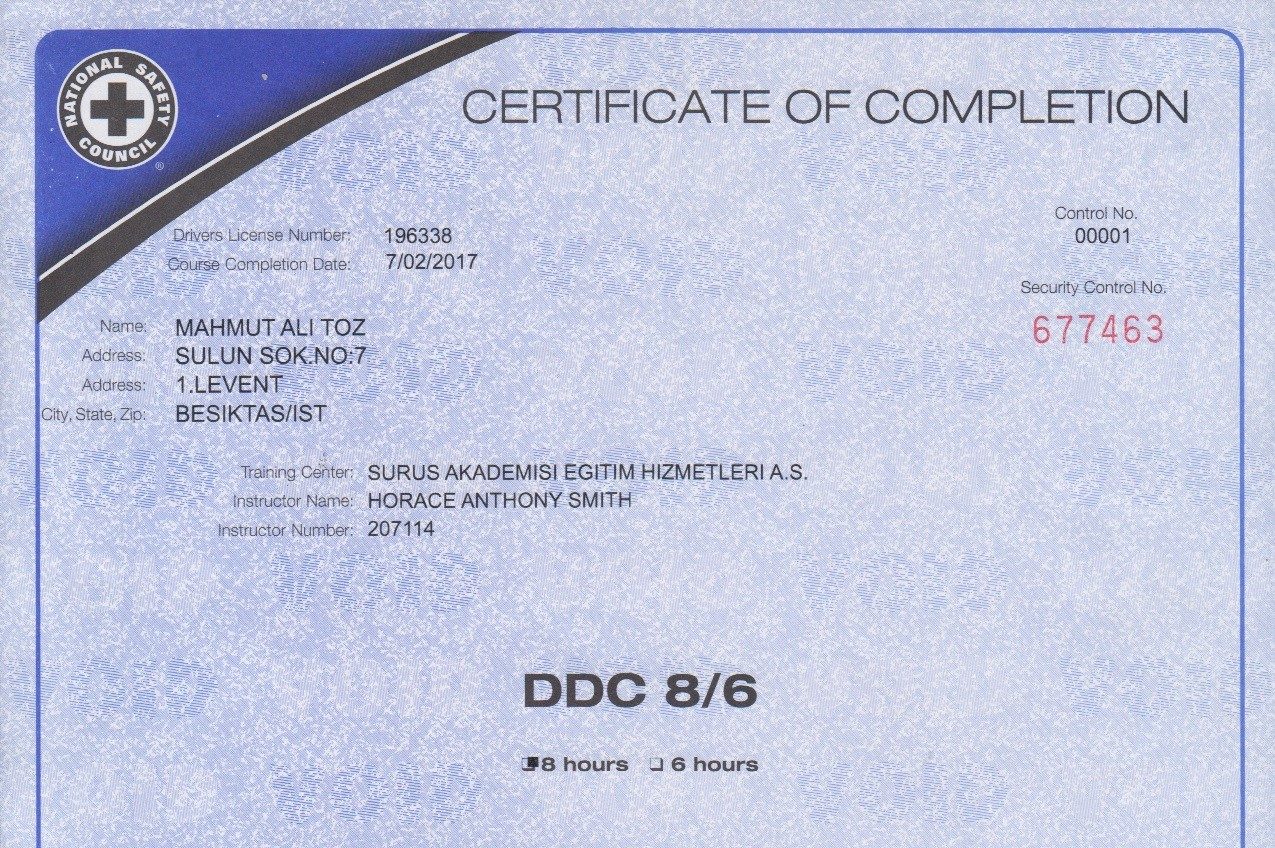 NATIONAL SAFETY COUNCIL
®
CERTIFICATE OF COMPLETION
Control No.
00001
Drivers License Number: 196338
Course Completion Date: 7/02/2017
Security Control No.
677463
Name: MAHMUT ALI TOZ
Address: SULUN SOK.NO:7
Address: 1.LEVENT
City, State, Zip: BESIKTAS/IST
Training Center: SURUS AKADEMISI EGITIM HIZMETLERI A.S.
Instructor Name: HORACE ANTHONY SMITH
Instructor Number: 207114
DDC 8/6
8 hours 6 hours
VOID